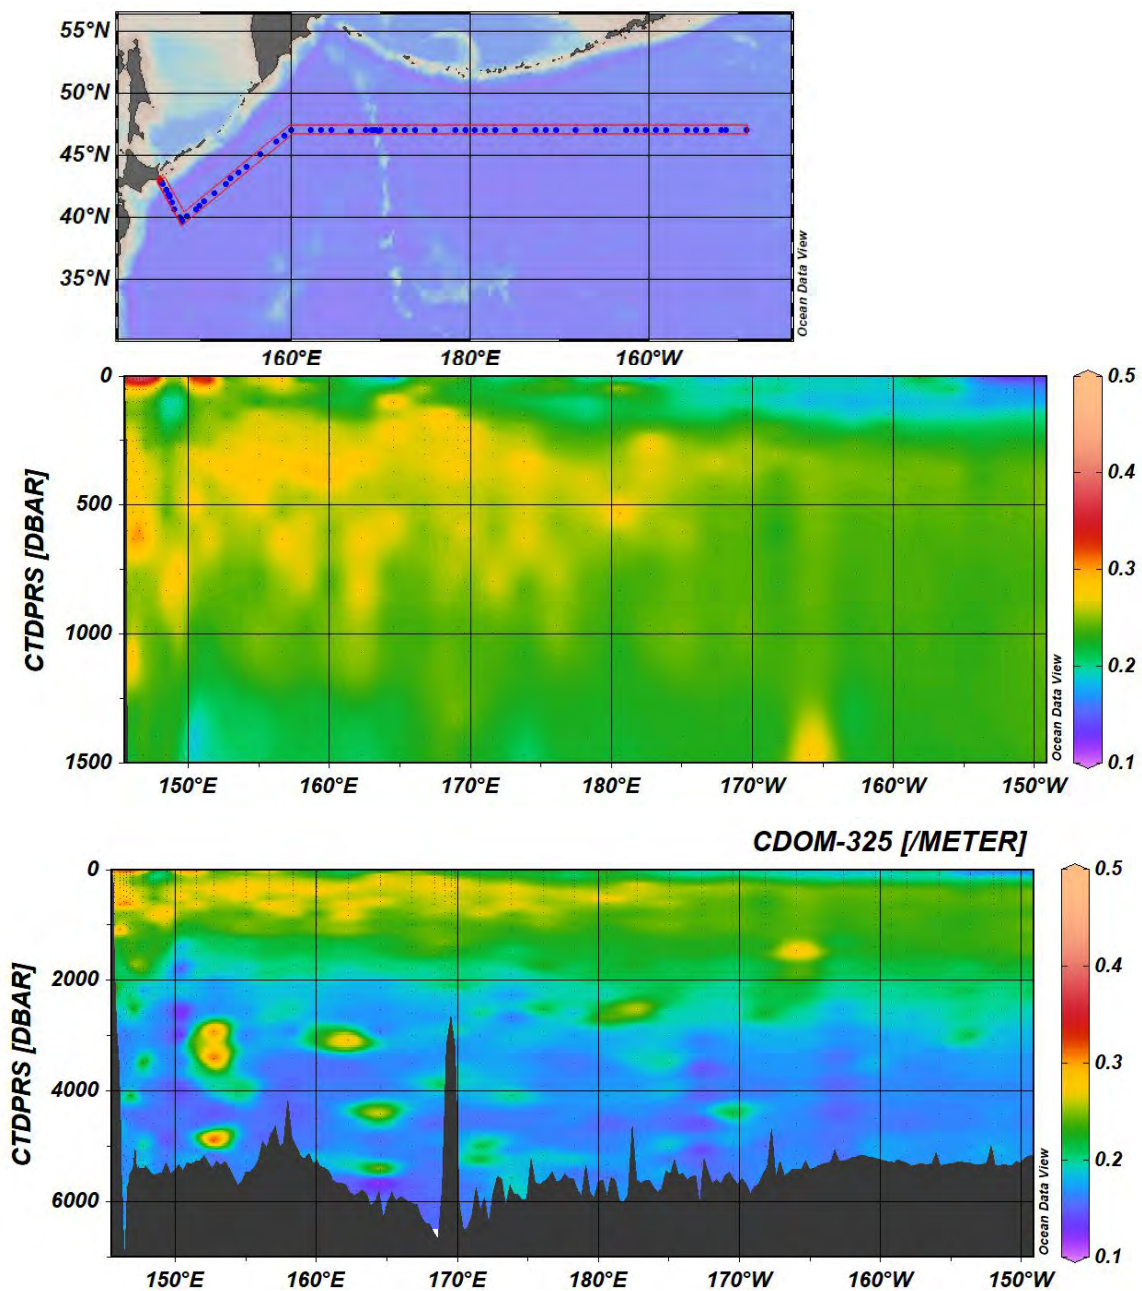 55°N
50°N
45°N
40°N
35°N
160°E 180°E 160°W
Ocean Data View
0
500
1000
1500
CTDPRS [DBAR]
150°E 160°E 170°E 180°E 170°W 160°W 150°W
Ocean Data View
0.5
0.4
0.3
0.2
0.1
CDOM-325 [/METER]
0
2000
4000
6000
CTDPRS [DBAR]
150°E 160°E 170°E 180°E 170°W 160°W 150°W
Ocean Data View
0.5
0.4
0.3
0.2
0.1